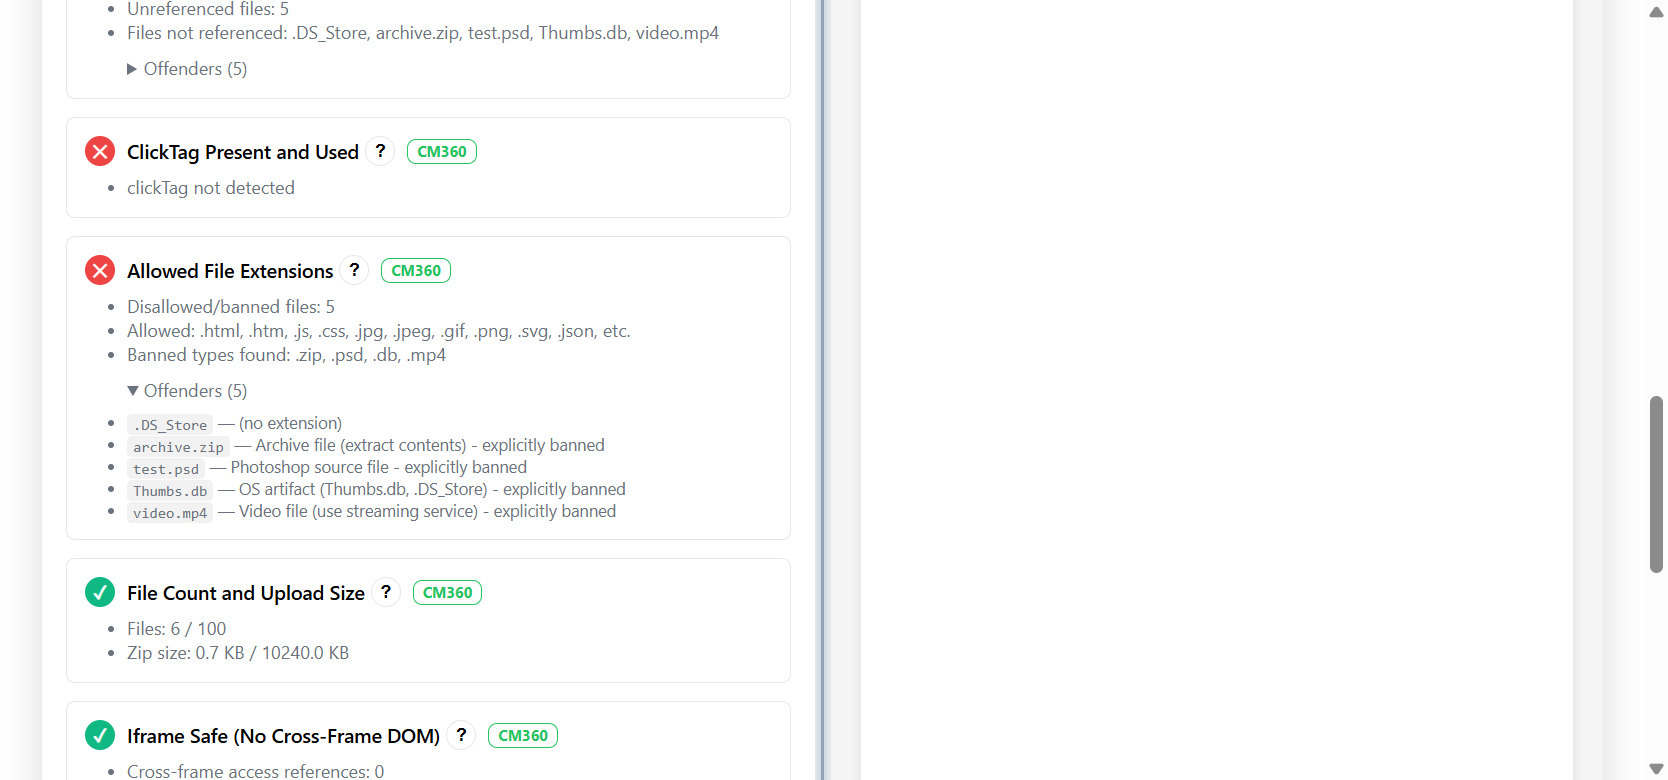 Unreferenced files: 5
Files not referenced: .DS_Store, archive.zip, test.psd, Thumbs.db, video.mp4
Offenders (5)
ClickTag Present and Used ? CM360
clickTag not detected
Allowed File Extensions ? CM360
Disallowed/banned files: 5
Allowed: .html, .htm, .js, .css, .jpg, .jpeg, .gif, .png, .svg, .json, etc.
Banned types found: .zip, .psd, .db, .mp4
Offenders (5)
.DS_Store — (no extension)
archive.zip — Archive file (extract contents) - explicitly banned
test.psd — Photoshop source file - explicitly banned
Thumbs.db — OS artifact (Thumbs.db, .DS_Store) - explicitly banned
video.mp4 — Video file (use streaming service) - explicitly banned
File Count and Upload Size ? CM360
Files: 6 / 100
Zip size: 0.7 KB / 10240.0 KB
Iframe Safe (No Cross-Frame DOM) ? CM360
Cross-frame access references: 0